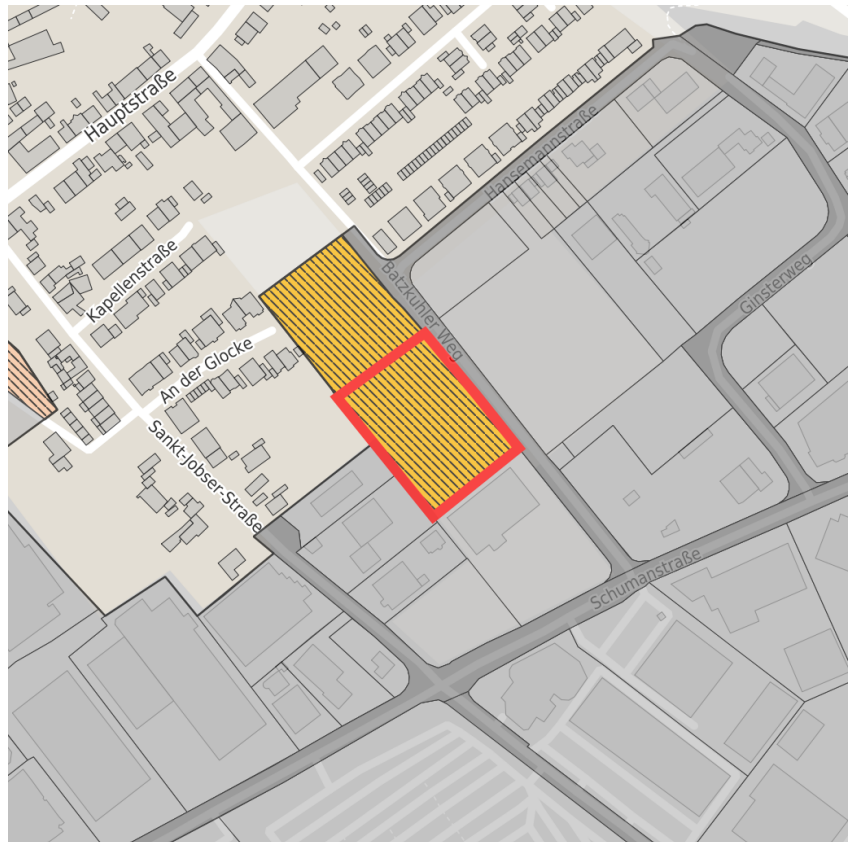 Hauptstraße
Hansemannstraße
Batzkuhler Weg
Kapellenstraße
Ginsterweg
An der Glocke
Sankt-Jobser-Straße
Schumanstraße